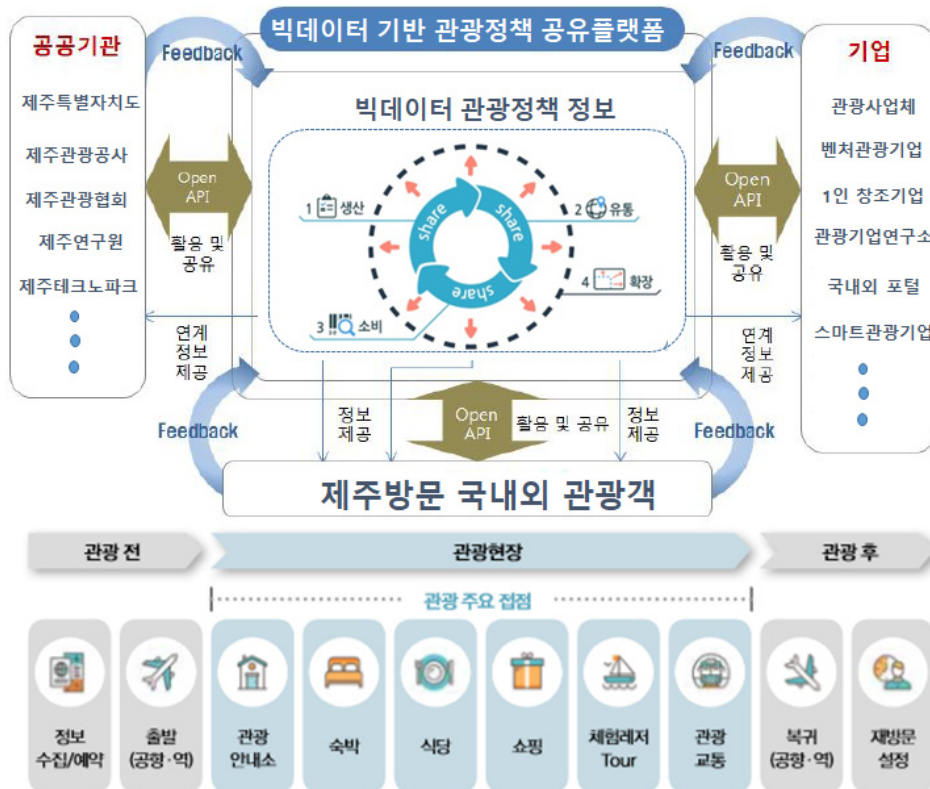 빅데이터 기반 관광정책 공유플랫폼
공공기관
제주특별자치도
제주관광공사
제주관광협회
제주연구원
제주테크노파크
Feedback
Open
API
활용 및
공유
연계
정보
제공
빅데이터 관광정책 정보
1 생산
2 유통
3 소비
4 확장
share
share
share
Feedback
Open
API
활용 및
공유
연계
정보
제공
기업
관광사업체
벤처관광기업
1인 창조기업
관광기업연구소
국내외 포털
스마트관광기업
Feedback
정보
제공
Open
API
활용 및 공유
정보
제공
Feedback
제주방문 국내외 관광객
관광 전
관광현장
관광 후
관광 주요 접점
정보
수집/예약
출발
(공항·역)
관광
안내소
숙박
식당
쇼핑
체험레저
Tour
관광
교통
복귀
(공항·역)
재방문
설정